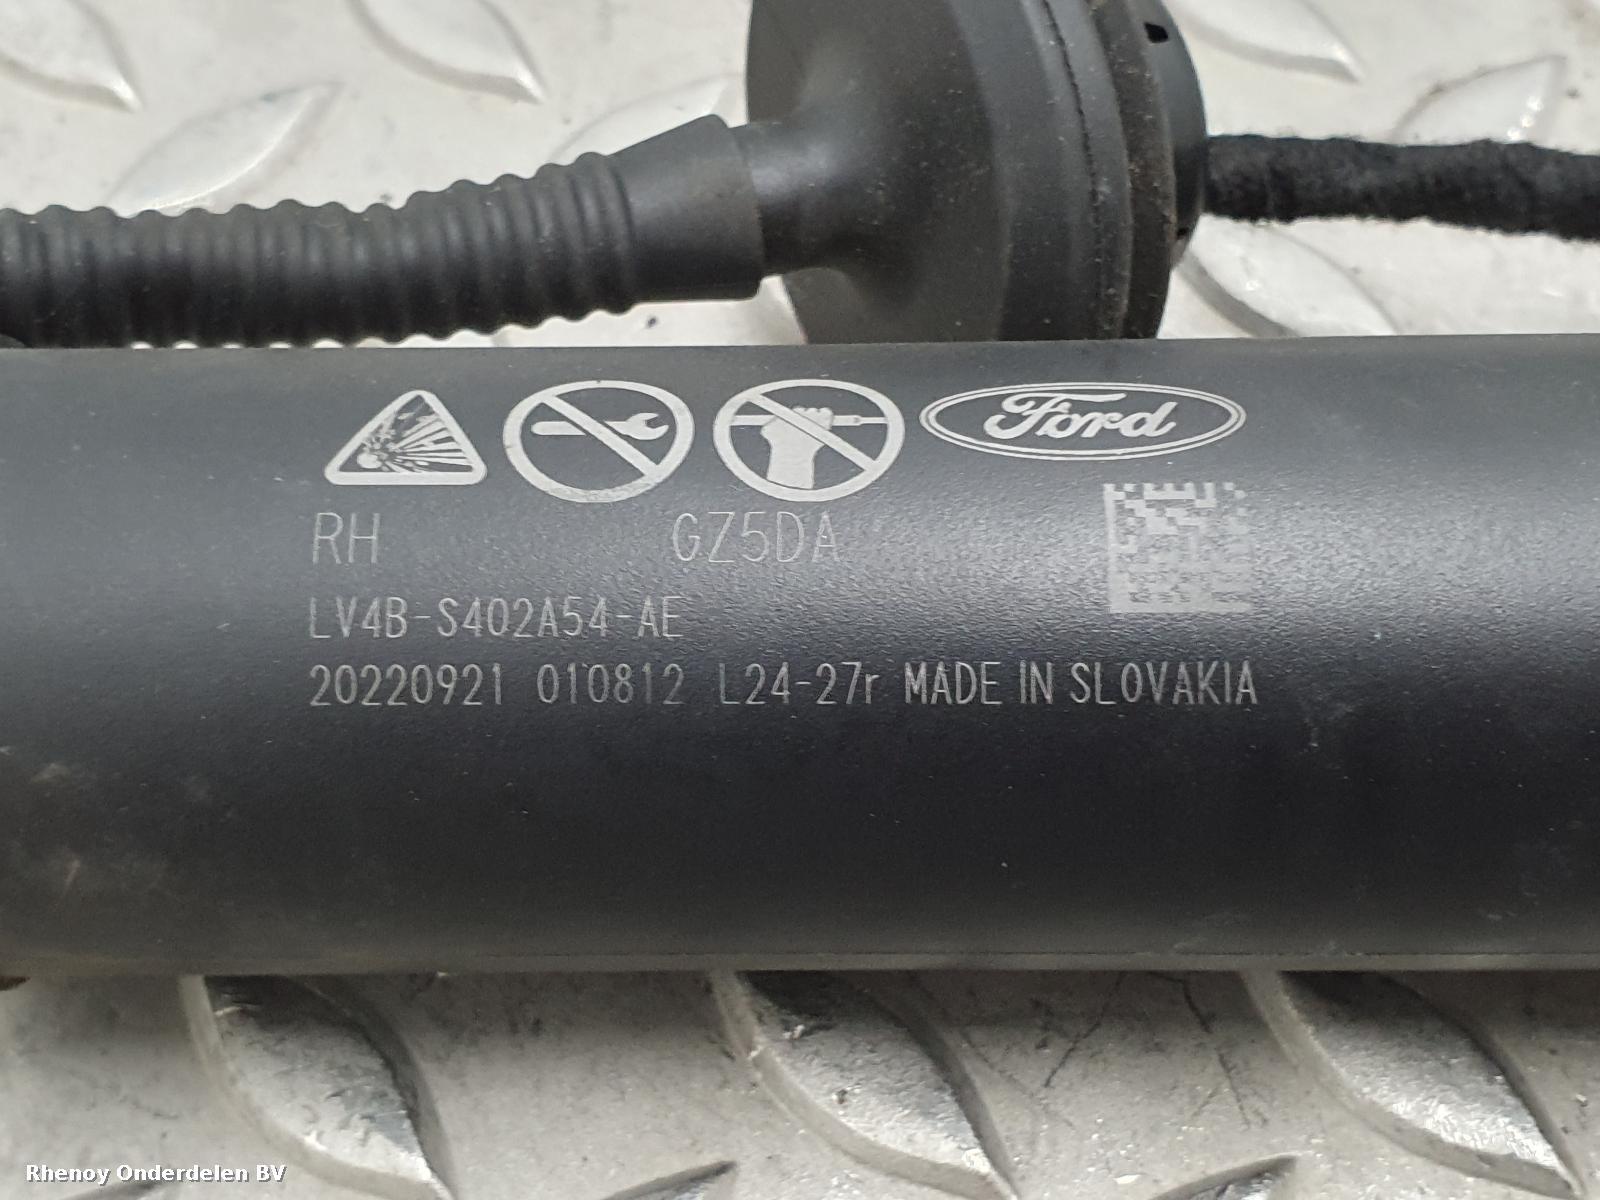 Ford
RH GZ5DA
LV4B-S402A54-AE
20220921 010812 L24-27r MADE IN SLOVAKIA
Rhenoy Onderdelen BV